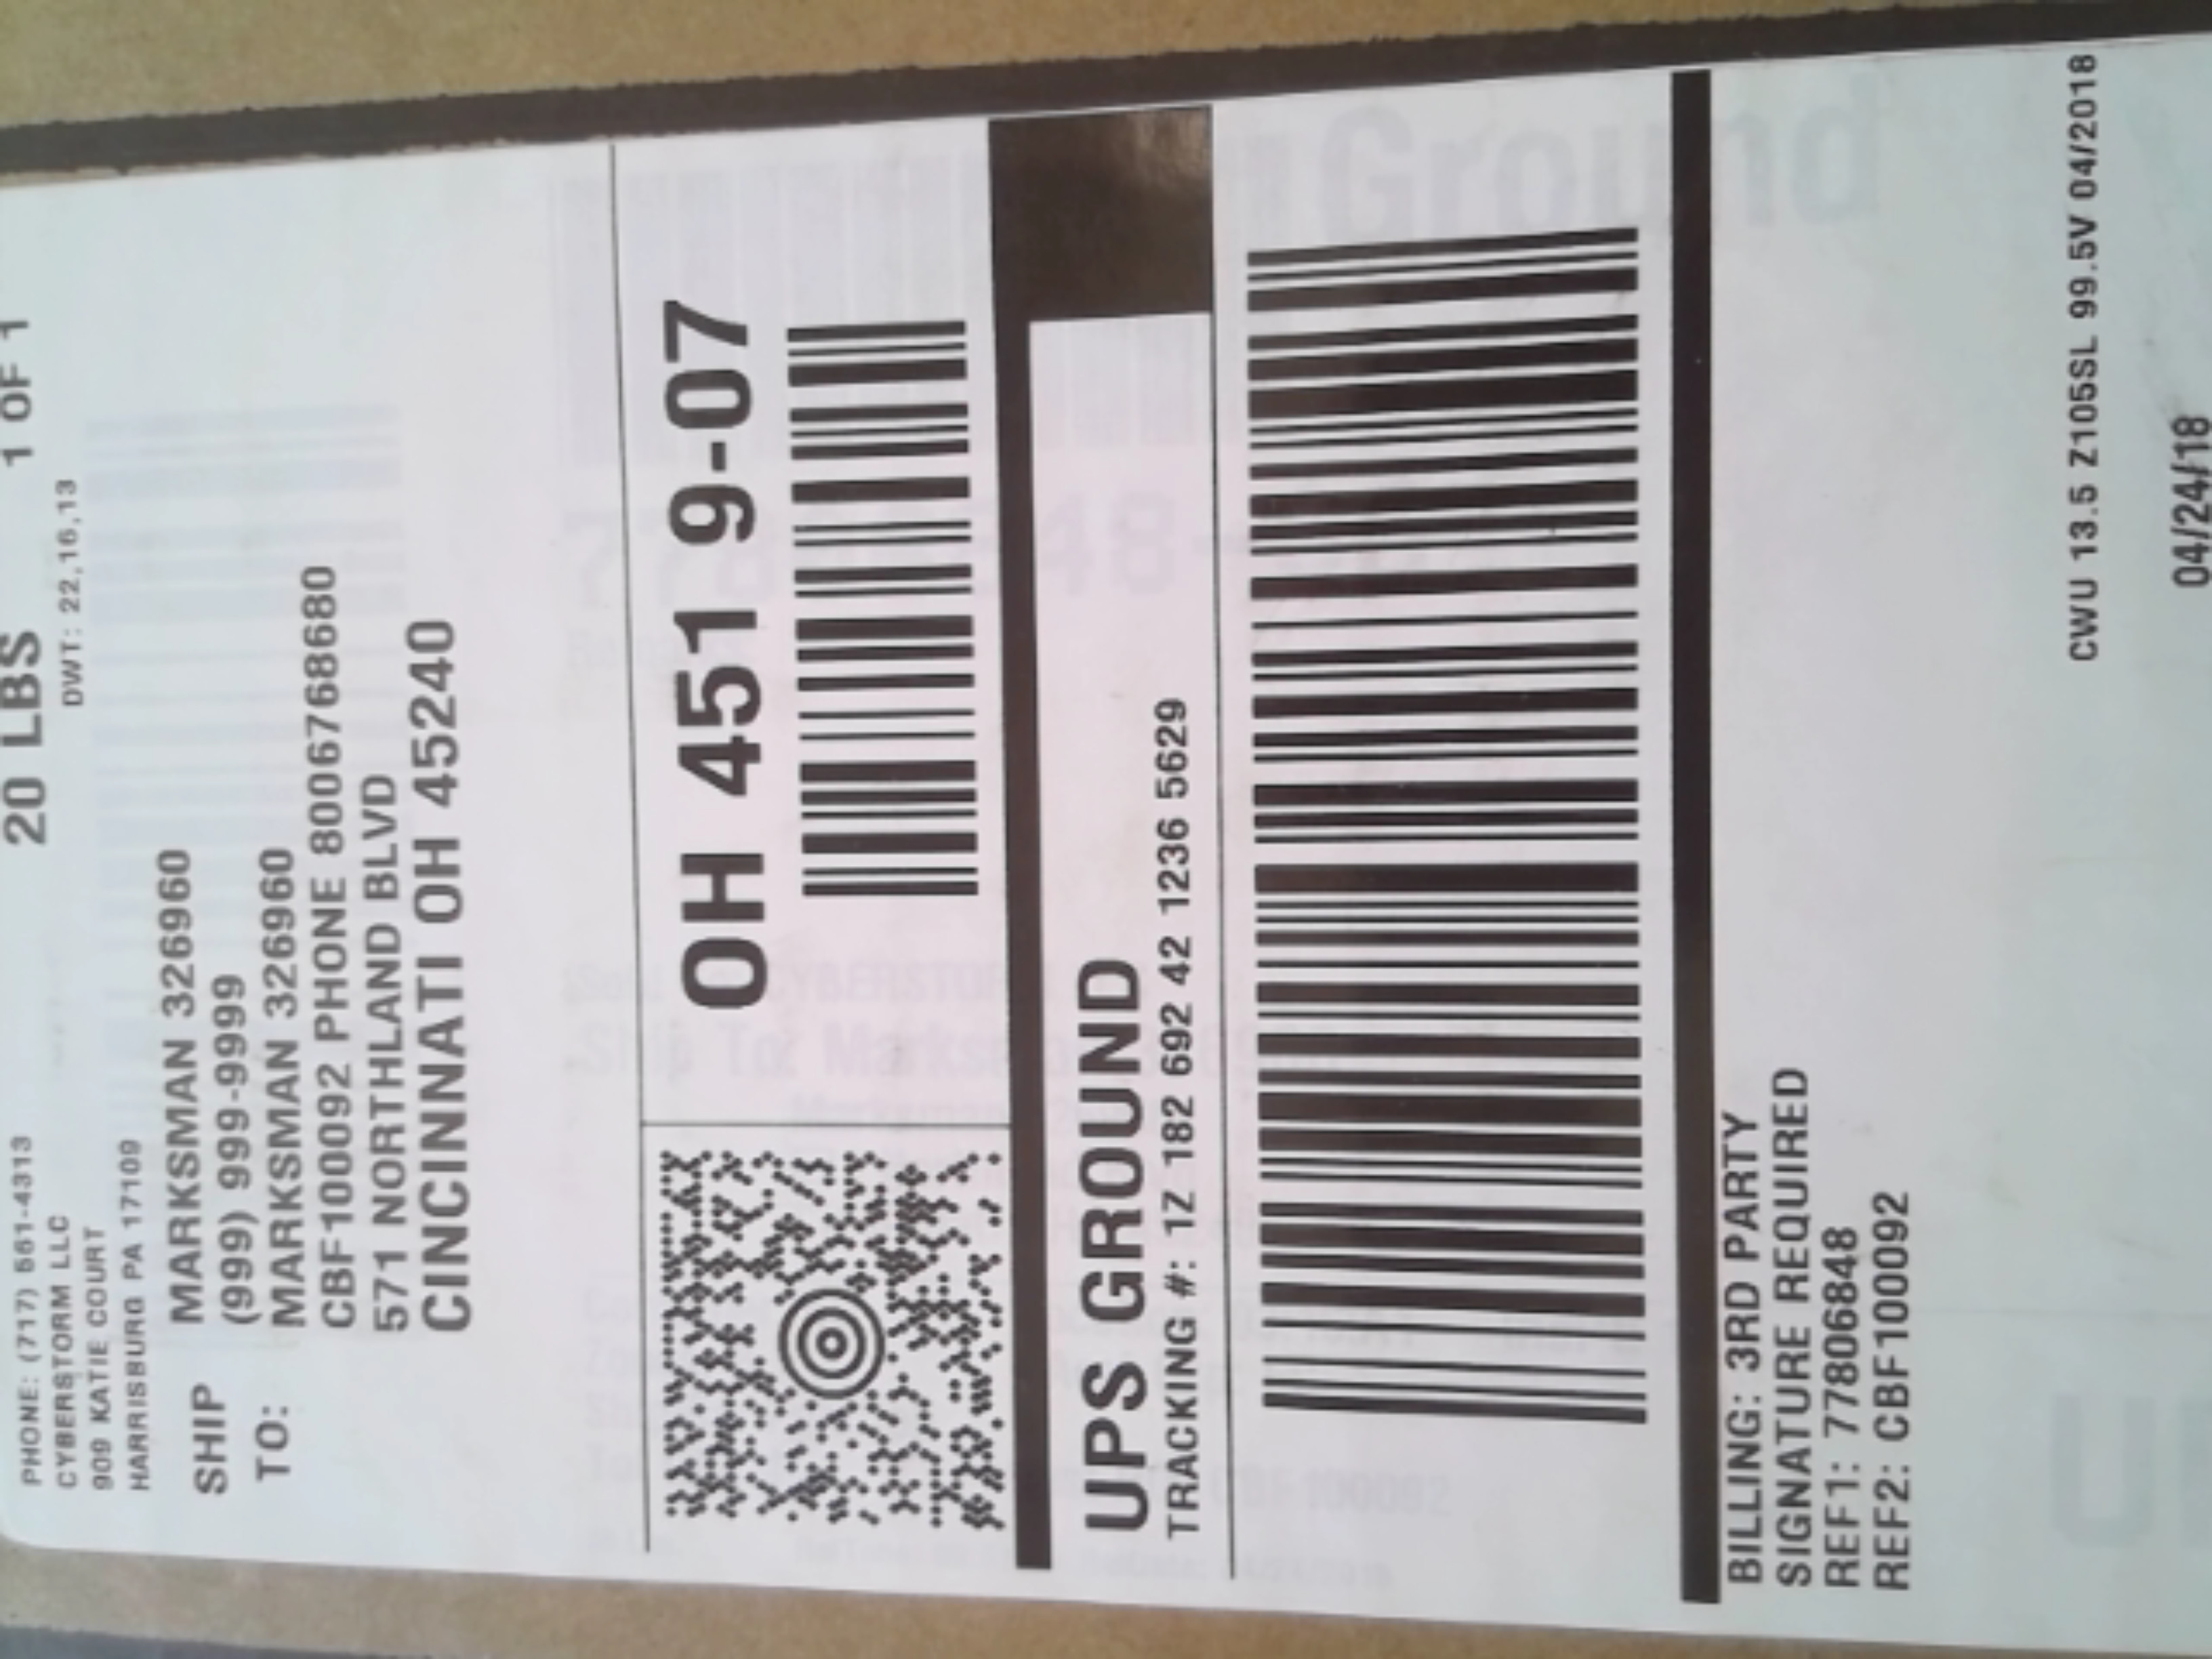 20 LBS 1 OF 1
PHONE: (717) 561-4313
CYBERSTORM LLC
DWT: 22,16,13
909 KATIE COURT
HARRISBURG PA 17109
SHIP
TO:
MARKSMAN 326960
(999) 999-9999
MARKSMAN 326960
CBF100092 PHONE 8006768680
571 NORTHLAND BLVD
CINCINNATI OH 45240
OH 451 9-07
UPS GROUND
TRACKING #: 1Z 182 692 42 1236 5629
BILLING: 3RD PARTY
SIGNATURE REQUIRED
REF1: 77806848
REF2: CBF100092
CWU 13.5 Z105SL 99.5V 04/2018
04/24/18
Ground